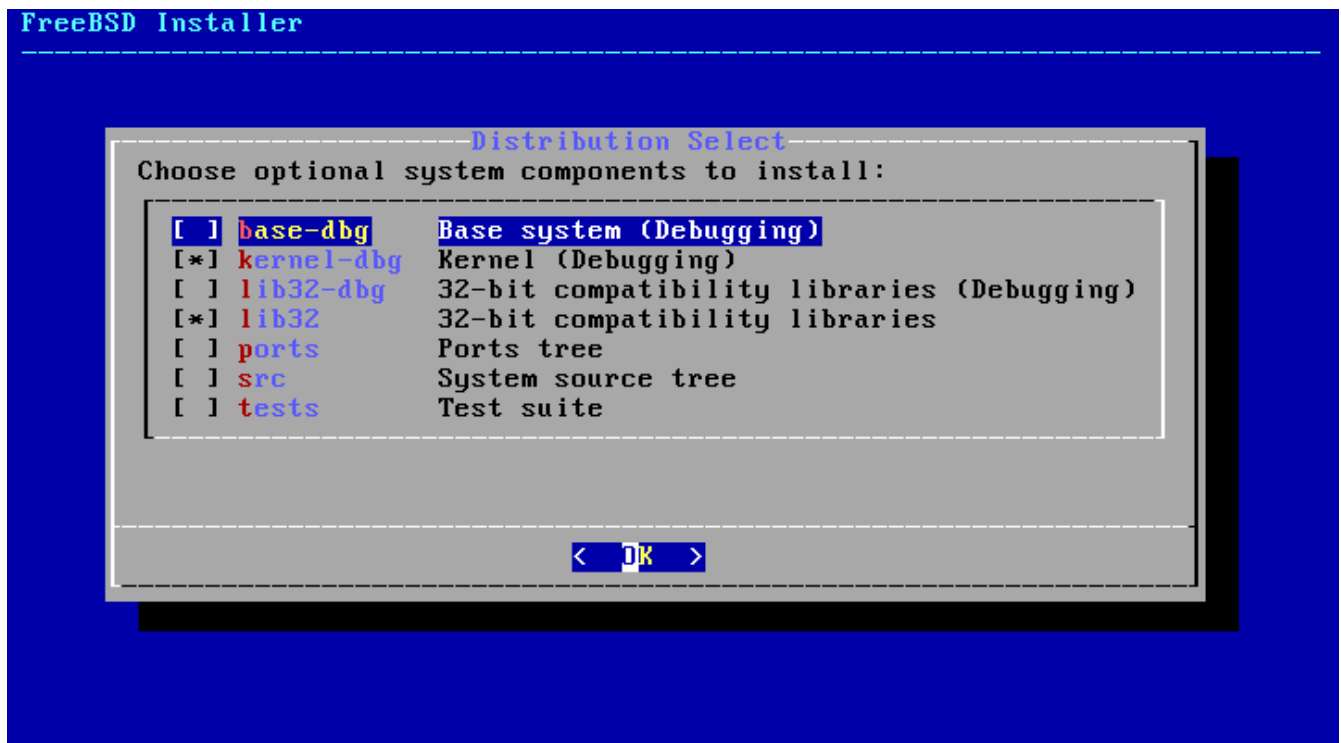 FreeBSD Installer
Distribution Select
Choose optional system components to install:
[ ] base-dbg Base system (Debugging)
[*] kernel-dbg Kernel (Debugging)
[ ] lib32-dbg 32-bit compatibility libraries (Debugging)
[*] lib32 32-bit compatibility libraries
[ ] ports Ports tree
[ ] src System source tree
[ ] tests Test suite
< OK >